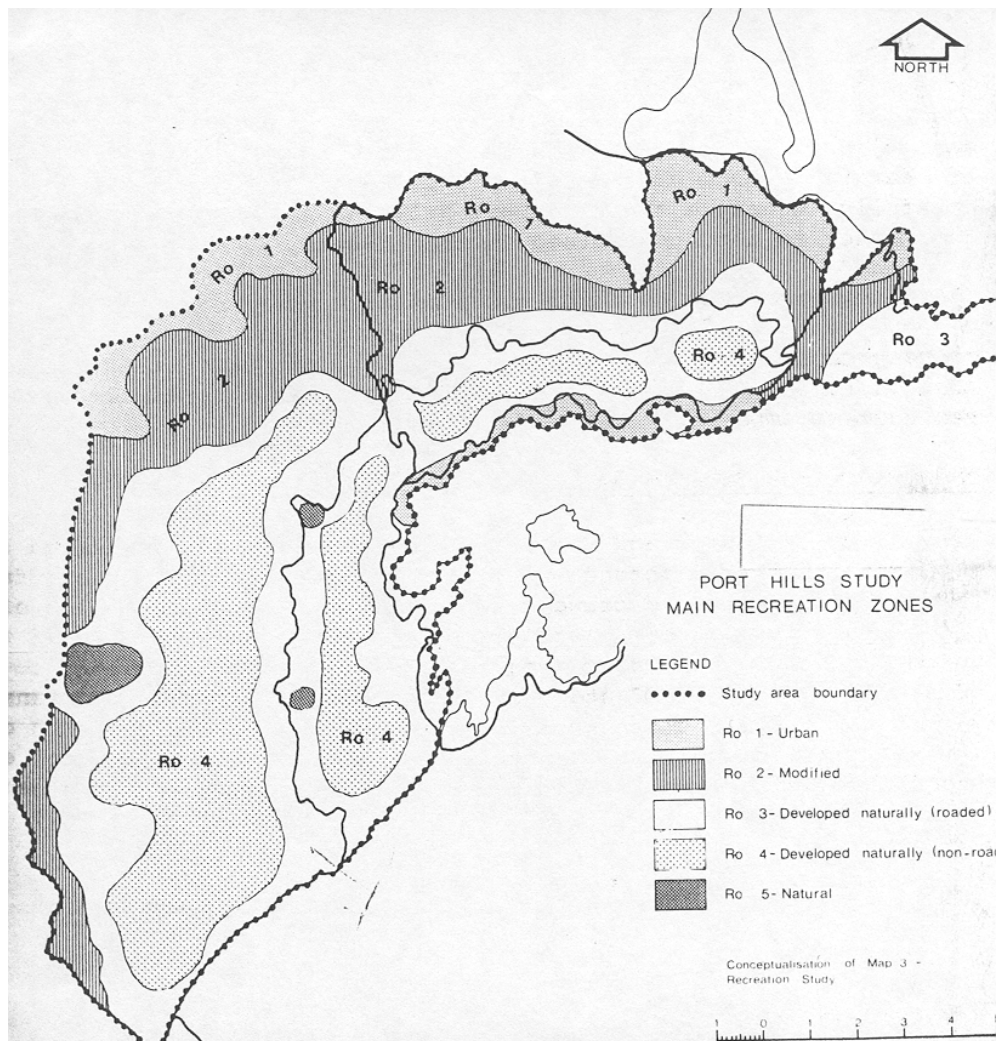 NORTH
Ro 1
Ro 1
Ro 1
Ro 2
Ro 3
Ro 4
Ro 2
Ro 4
Ro 4
PORT HILLS STUDY
MAIN RECREATION ZONES
LEGEND
Study area boundary
Ro 1 - Urban
Ro 2 - Modified
Ro 3 - Developed naturally (roaded)
Ro 4 - Developed naturally (non-roa
Ro 5 - Natural
Conceptualisation of Map 3 -
Recreation Study
1 0 1 2 3 4